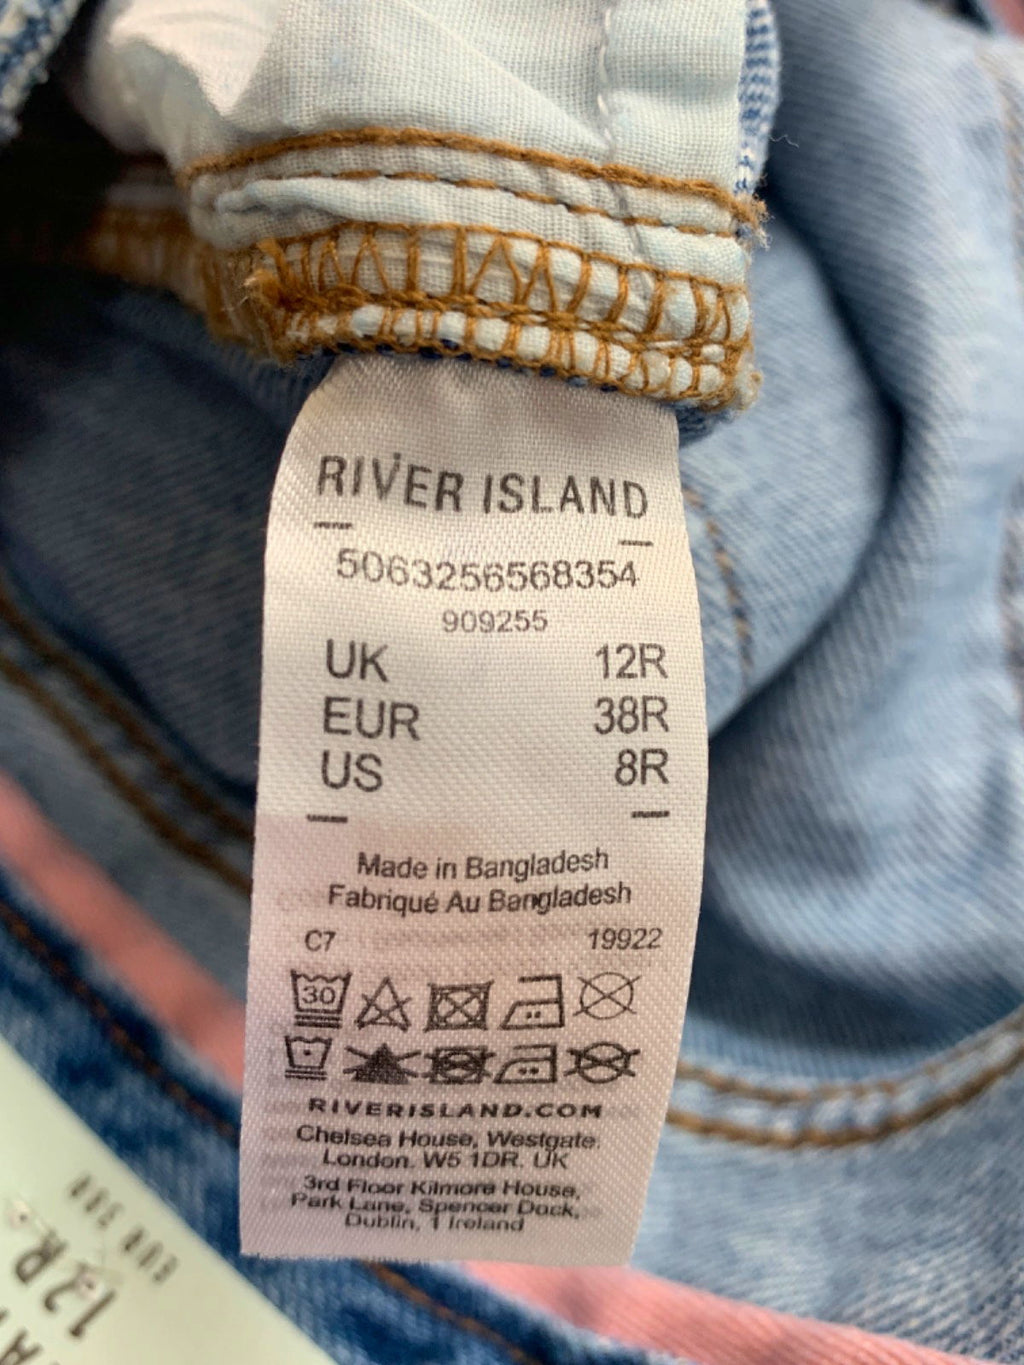 RIVER ISLAND
5063256568354
909255
UK 12R
EUR 38R
US 8R
Made in Bangladesh
Fabriqué Au Bangladesh
C7 19922
30
RIVERISLAND.COM
Chelsea House, Westgate.
London. W5 1DR. UK
3rd Floor Kilmore House,
Park Lane, Spencer Dock,
Dublin, 1 Ireland
12R
EUR 38R